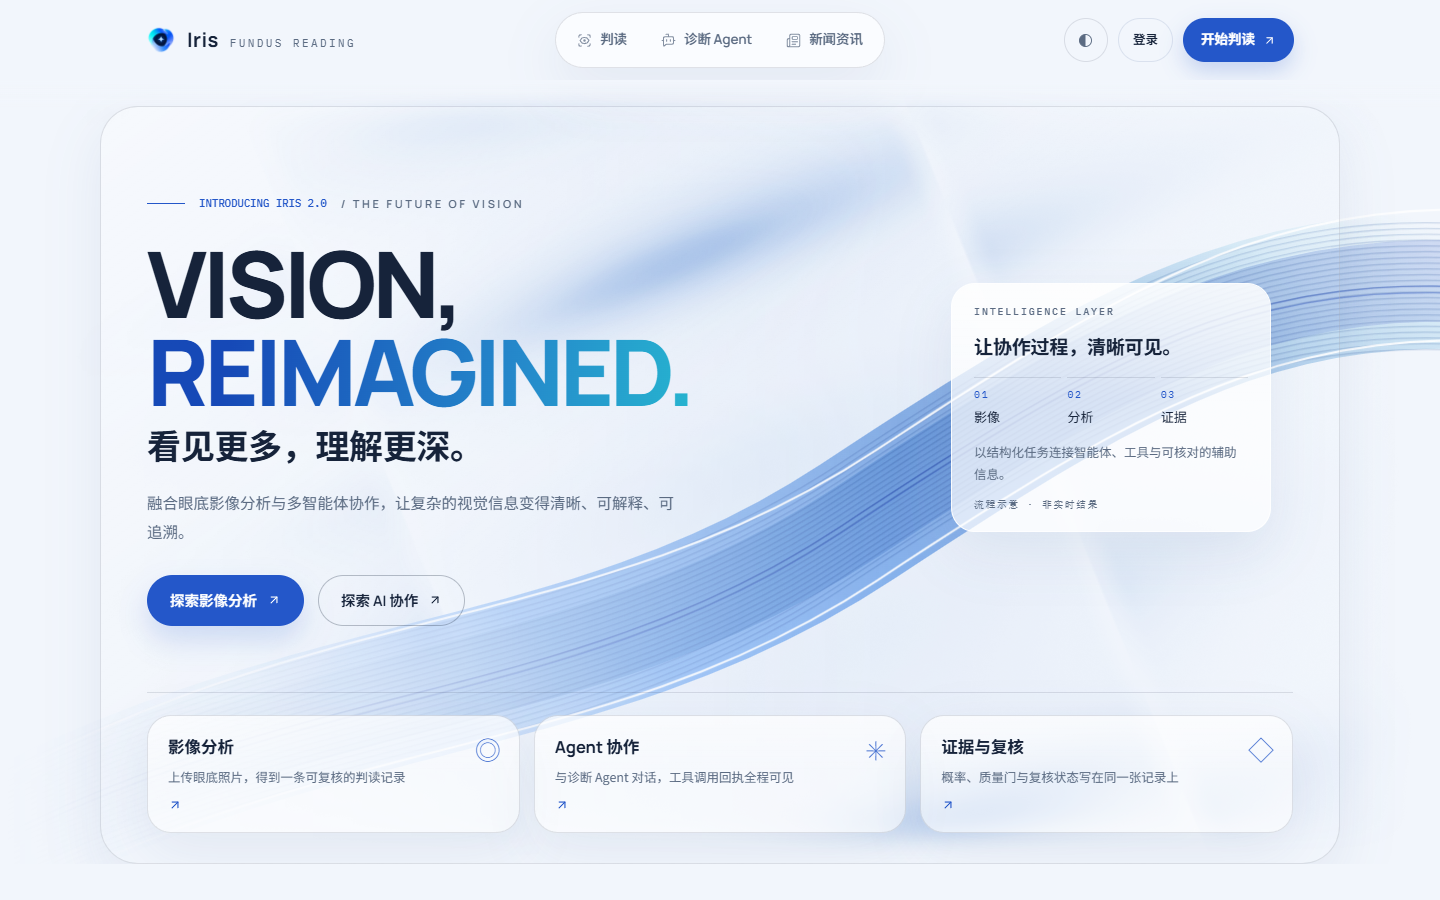 Iris FUNDUS READING
判读
诊断 Agent
新闻资讯
登录
开始判读
INTRODUCING IRIS 2.0 / THE FUTURE OF VISION
VISION,
REIMAGINED.
看见更多，理解更深。
融合眼底影像分析与多智能体协作，让复杂的视觉信息变得清晰、可解释、可
追溯。
探索影像分析
探索 AI 协作
INTELLIGENCE LAYER
让协作过程，清晰可见。
01 02 03
影像 分析 证据
以结构化任务连接智能体、工具与可核对的辅助
信息。
流程示意 · 非实时结果
影像分析
上传眼底照片，得到一条可复核的判读记录
Agent 协作
与诊断 Agent 对话，工具调用回执全程可见
证据与复核
概率、质量门与复核状态写在同一张记录上